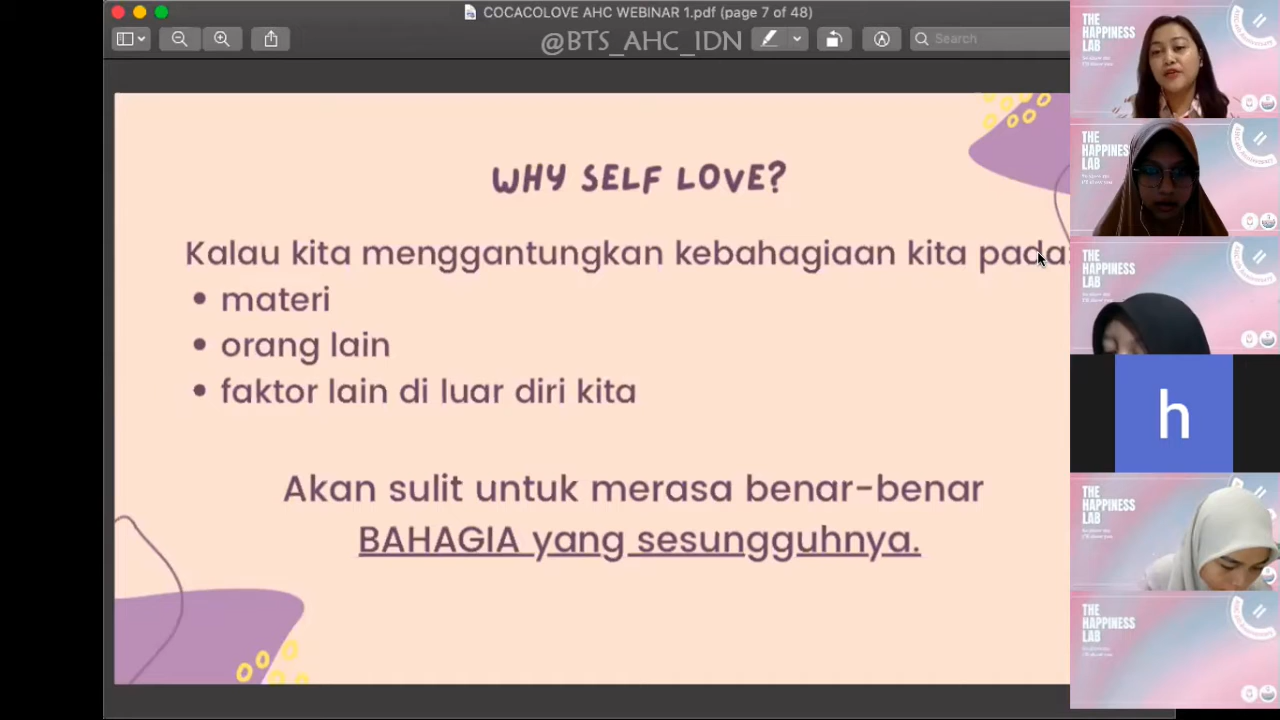 COCACOLOVE AHC WEBINAR 1.pdf (page 7 of 48)
@BTS_AHC_IDN
Search
WHY SELF LOVE?
Kalau kita menggantungkan kebahagiaan kita pada:
• materi
• orang lain
• faktor lain di luar diri kita
Akan sulit untuk merasa benar-benar
BAHAGIA yang sesungguhnya.
THE
HAPPINESS
LAB
THE
HAPPINESS
LAB
THE
HAPPINESS
LAB
h
THE
HAPPINESS
LAB
THE
HAPPINESS
LAB